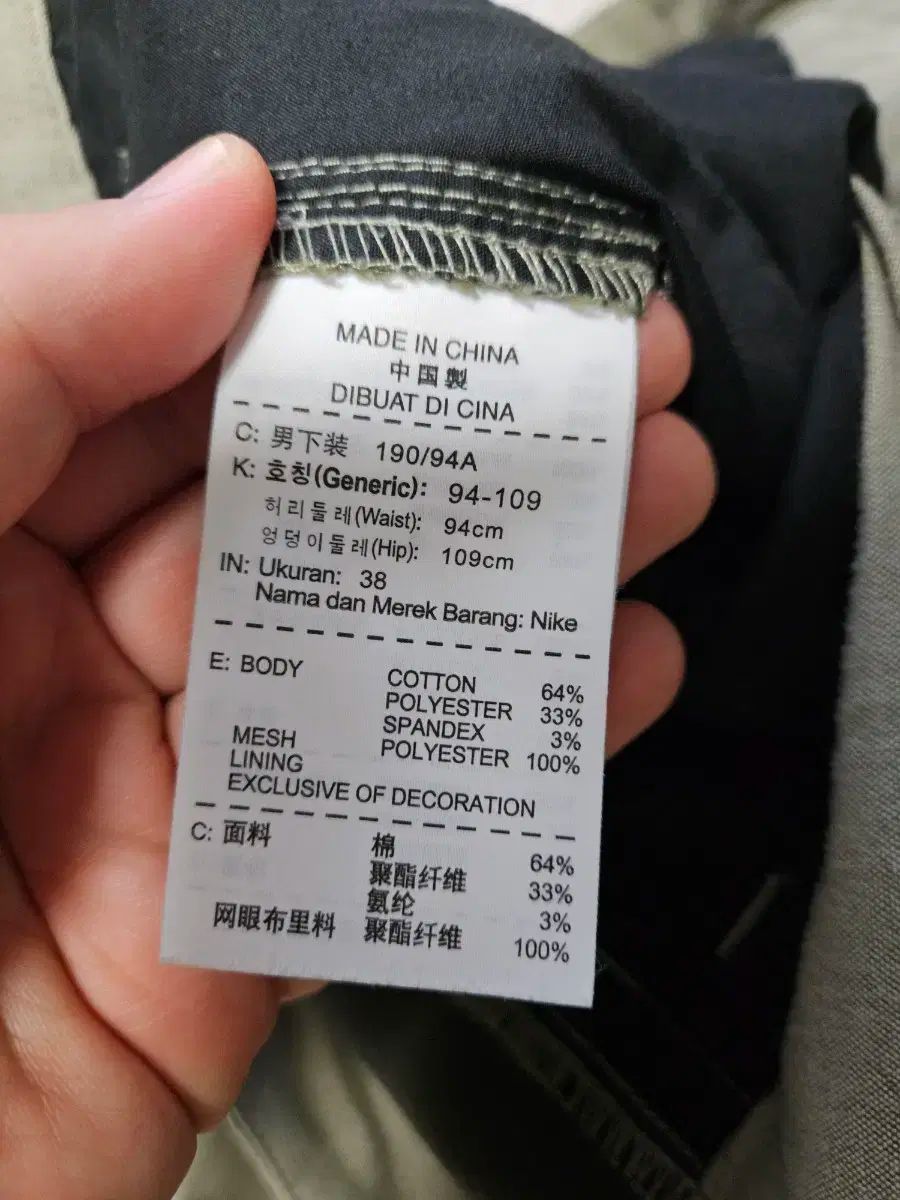 MADE IN CHINA
中国製
DIBUAT DI CINA
C: 男下装 190/94A
K: 호칭(Generic): 94-109
허리둘레(Waist): 94cm
엉덩이둘레(Hip): 109cm
IN: Ukuran: 38
Nama dan Merek Barang: Nike
E: BODY COTTON 64%
POLYESTER 33%
SPANDEX 3%
MESH POLYESTER 100%
LINING
EXCLUSIVE OF DECORATION
C: 面料 棉 64%
聚酯纤维 33%
氨纶 3%
网眼布里料 聚酯纤维 100%